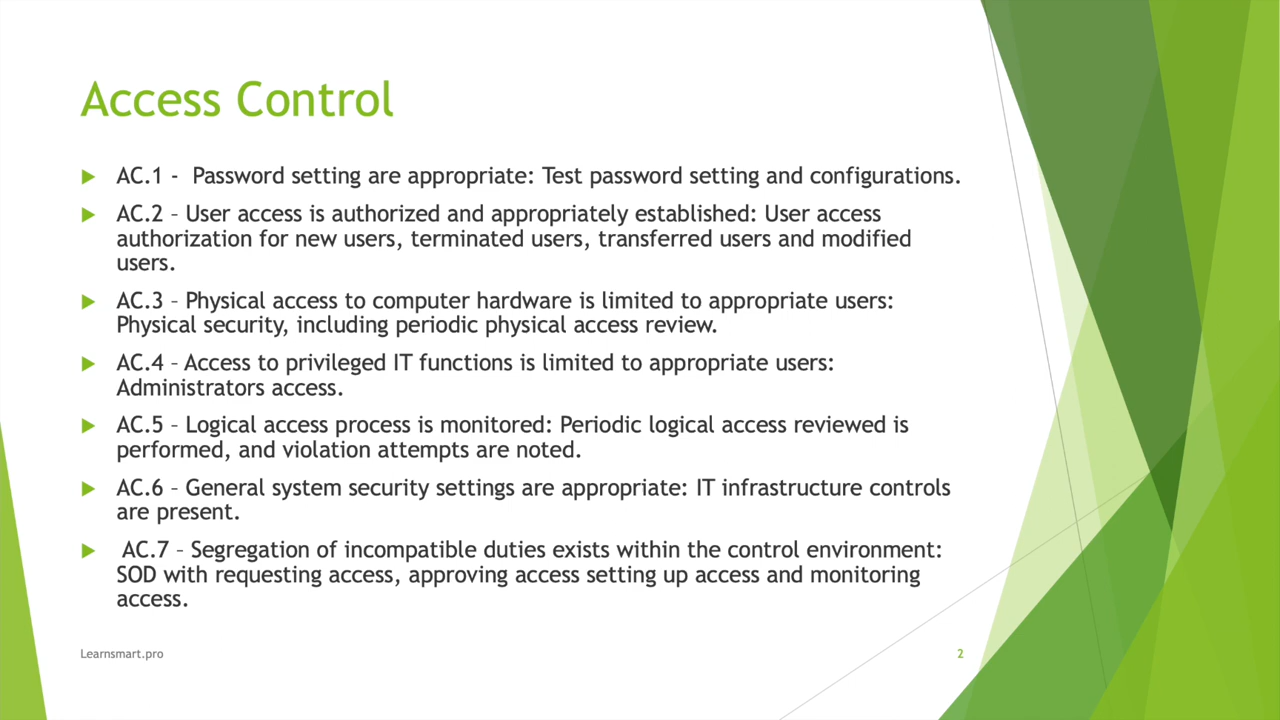 Access Control
AC.1 -  Password setting are appropriate: Test password setting and configurations.
AC.2 – User access is authorized and appropriately established: User access
authorization for new users, terminated users, transferred users and modified
users.
AC.3 – Physical access to computer hardware is limited to appropriate users:
Physical security, including periodic physical access review.
AC.4 – Access to privileged IT functions is limited to appropriate users:
Administrators access.
AC.5 – Logical access process is monitored: Periodic logical access reviewed is
performed, and violation attempts are noted.
AC.6 – General system security settings are appropriate: IT infrastructure controls
are present.
AC.7 – Segregation of incompatible duties exists within the control environment:
SOD with requesting access, approving access setting up access and monitoring
access.
Learnsmart.pro
2